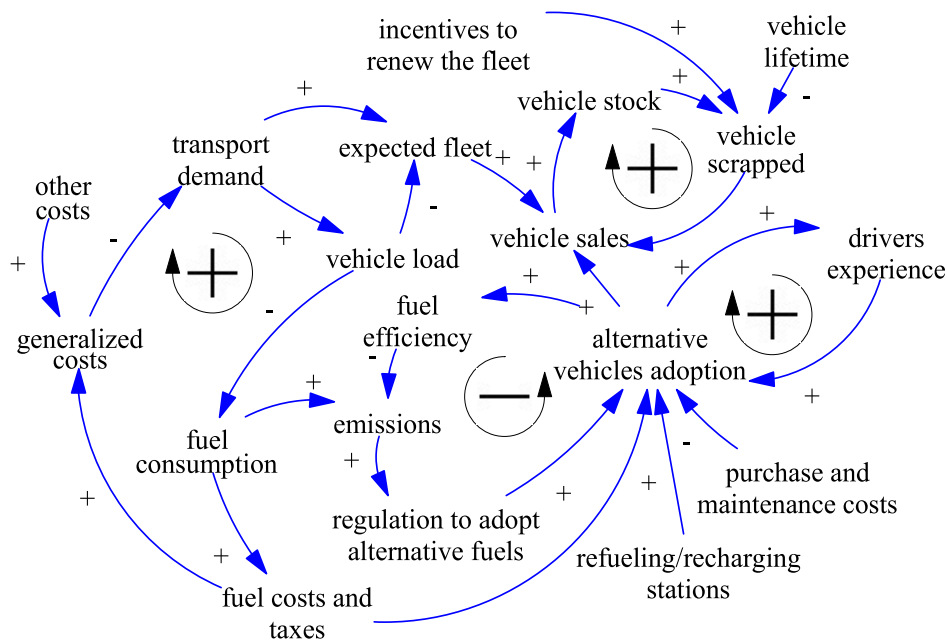 incentives to
renew the fleet
+
vehicle
lifetime
-
+
vehicle stock
vehicle
scrapped
+
transport
demand
expected fleet
+
+
+
other
costs
-
+
-
+
vehicle sales
+
+
drivers
experience
+
vehicle load
+
+
-
fuel
efficiency
+
+
generalized
costs
alternative
vehicles adoption
-
+
-
+
emissions
fuel
consumption
+
-
purchase and
maintenance costs
+
+
+
regulation to adopt
alternative fuels
+
refueling/recharging
stations
fuel costs and
taxes